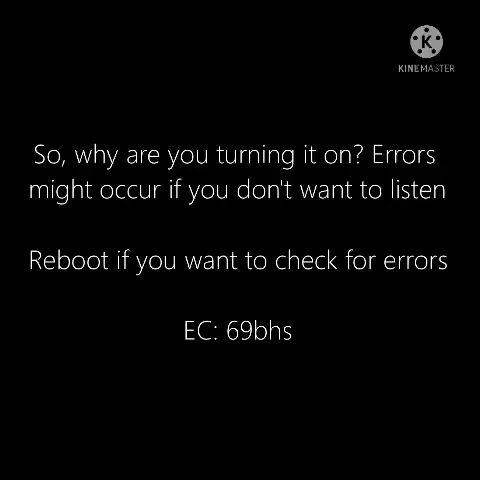 KINEMASTER
So, why are you turning it on? Errors
might occur if you don't want to listen
Reboot if you want to check for errors
EC: 69bhs